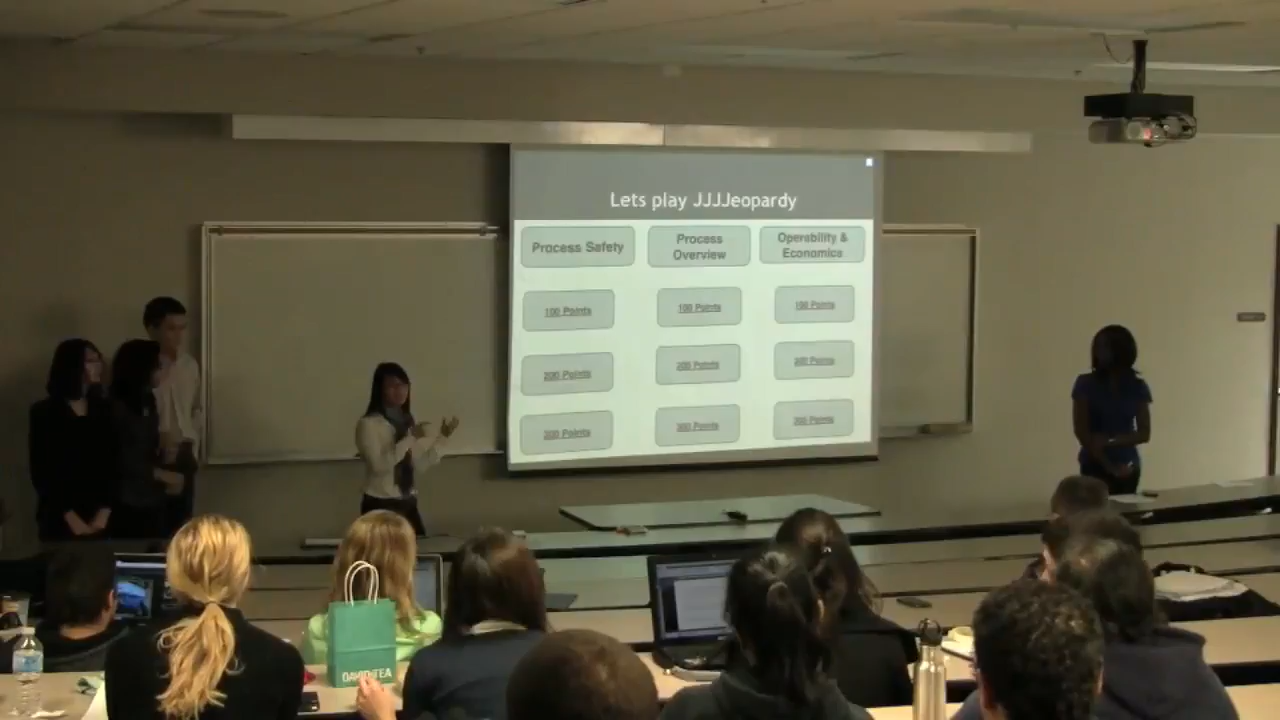 Lets play JJJJeopardy
Process Safety
Process
Overview
Operability &
Economics
100 Points
100 Points
100 Points
200 Points
200 Points
200 Points
300 Points
300 Points
300 Points
DAVIDsTEA